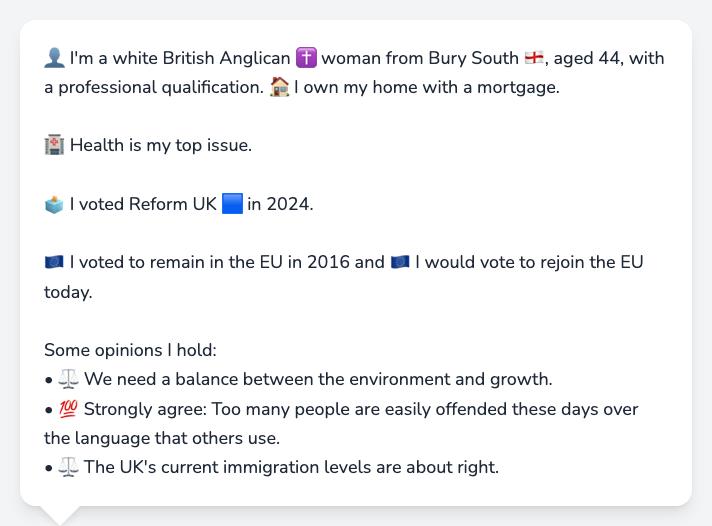 👤 I'm a white British Anglican ✝️ woman from Bury South 🏴󠁧󠁢󠁥󠁮󠁧󠁿, aged 44, with
a professional qualification. 🏠 I own my home with a mortgage.
🏥 Health is my top issue.
🗳️ I voted Reform UK 🟦 in 2024.
🇪🇺 I voted to remain in the EU in 2016 and 🇪🇺 I would vote to rejoin the EU
today.
Some opinions I hold:
• ⚖️ We need a balance between the environment and growth.
• 💯 Strongly agree: Too many people are easily offended these days over
the language that others use.
• ⚖️ The UK's current immigration levels are about right.